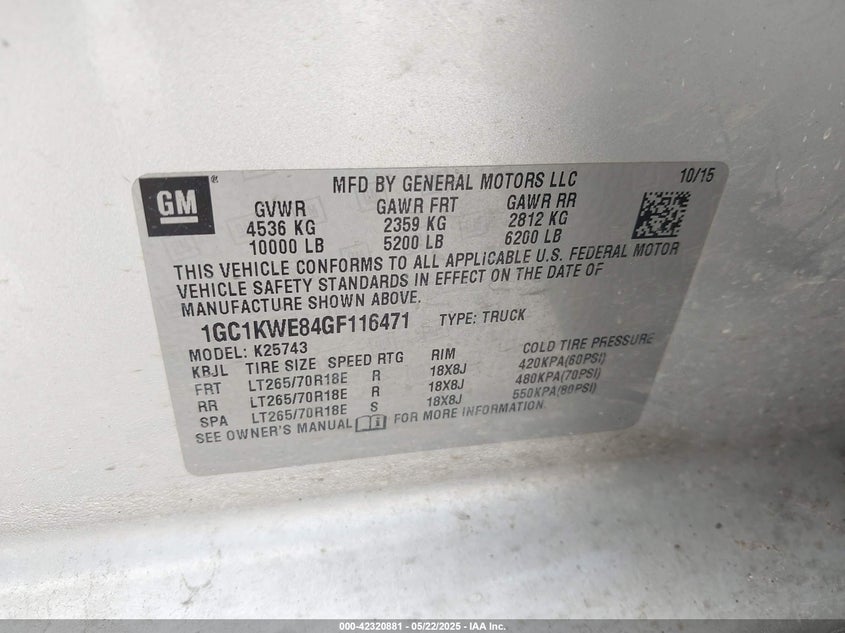 GM ®
MFD BY GENERAL MOTORS LLC 10/15
GVWR GAWR FRT GAWR RR
4536 KG 2359 KG 2812 KG
10000 LB 5200 LB 6200 LB
THIS VEHICLE CONFORMS TO ALL APPLICABLE U.S. FEDERAL MOTOR
VEHICLE SAFETY STANDARDS IN EFFECT ON THE DATE OF
MANUFACTURE SHOWN ABOVE.
1GC1KWE84GF116471 TYPE: TRUCK
MODEL: K25743
KBJL TIRE SIZE SPEED RTG RIM COLD TIRE PRESSURE
FRT LT265/70R18E R 18X8J 420KPA(60PSI)
RR LT265/70R18E R 18X8J 480KPA(70PSI)
SPA LT265/70R18E S 18X8J 550KPA(80PSI)
SEE OWNER'S MANUAL FOR MORE INFORMATION.
000-42320881 - 05/22/2025 - IAA Inc.